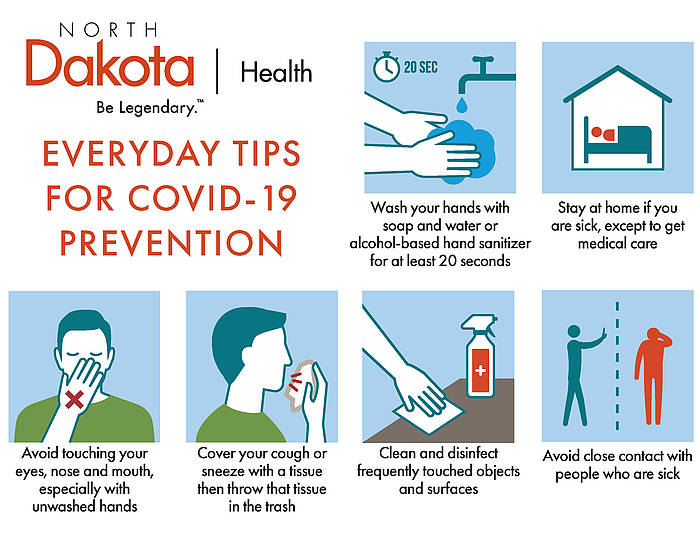 NORTH
Dakota | Health
Be Legendary.™
EVERYDAY TIPS
FOR COVID-19
PREVENTION
20 SEC
Wash your hands with
soap and water or
alcohol-based hand sanitizer
for at least 20 seconds
Stay at home if you
are sick, except to get
medical care
Avoid touching your
eyes, nose and mouth,
especially with
unwashed hands
Cover your cough or
sneeze with a tissue
then throw that tissue
in the trash
Clean and disinfect
frequently touched objects
and surfaces
Avoid close contact with
people who are sick